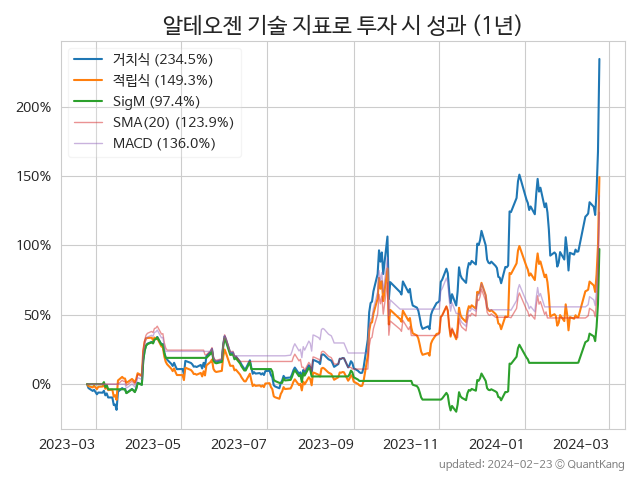 알테오젠 기술 지표로 투자 시 성과 (1년)
거치식 (234.5%)
적립식 (149.3%)
SigM (97.4%)
SMA(20) (123.9%)
MACD (136.0%)
200%
150%
100%
50%
0%
2023-03 2023-05 2023-07 2023-09 2023-11 2024-01 2024-03
updated: 2024-02-23 ⓒ QuantKang